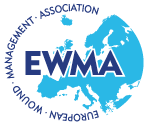 EUROPEAN · WOUND · MANAGEMENT · ASSOCIATION
EWMA